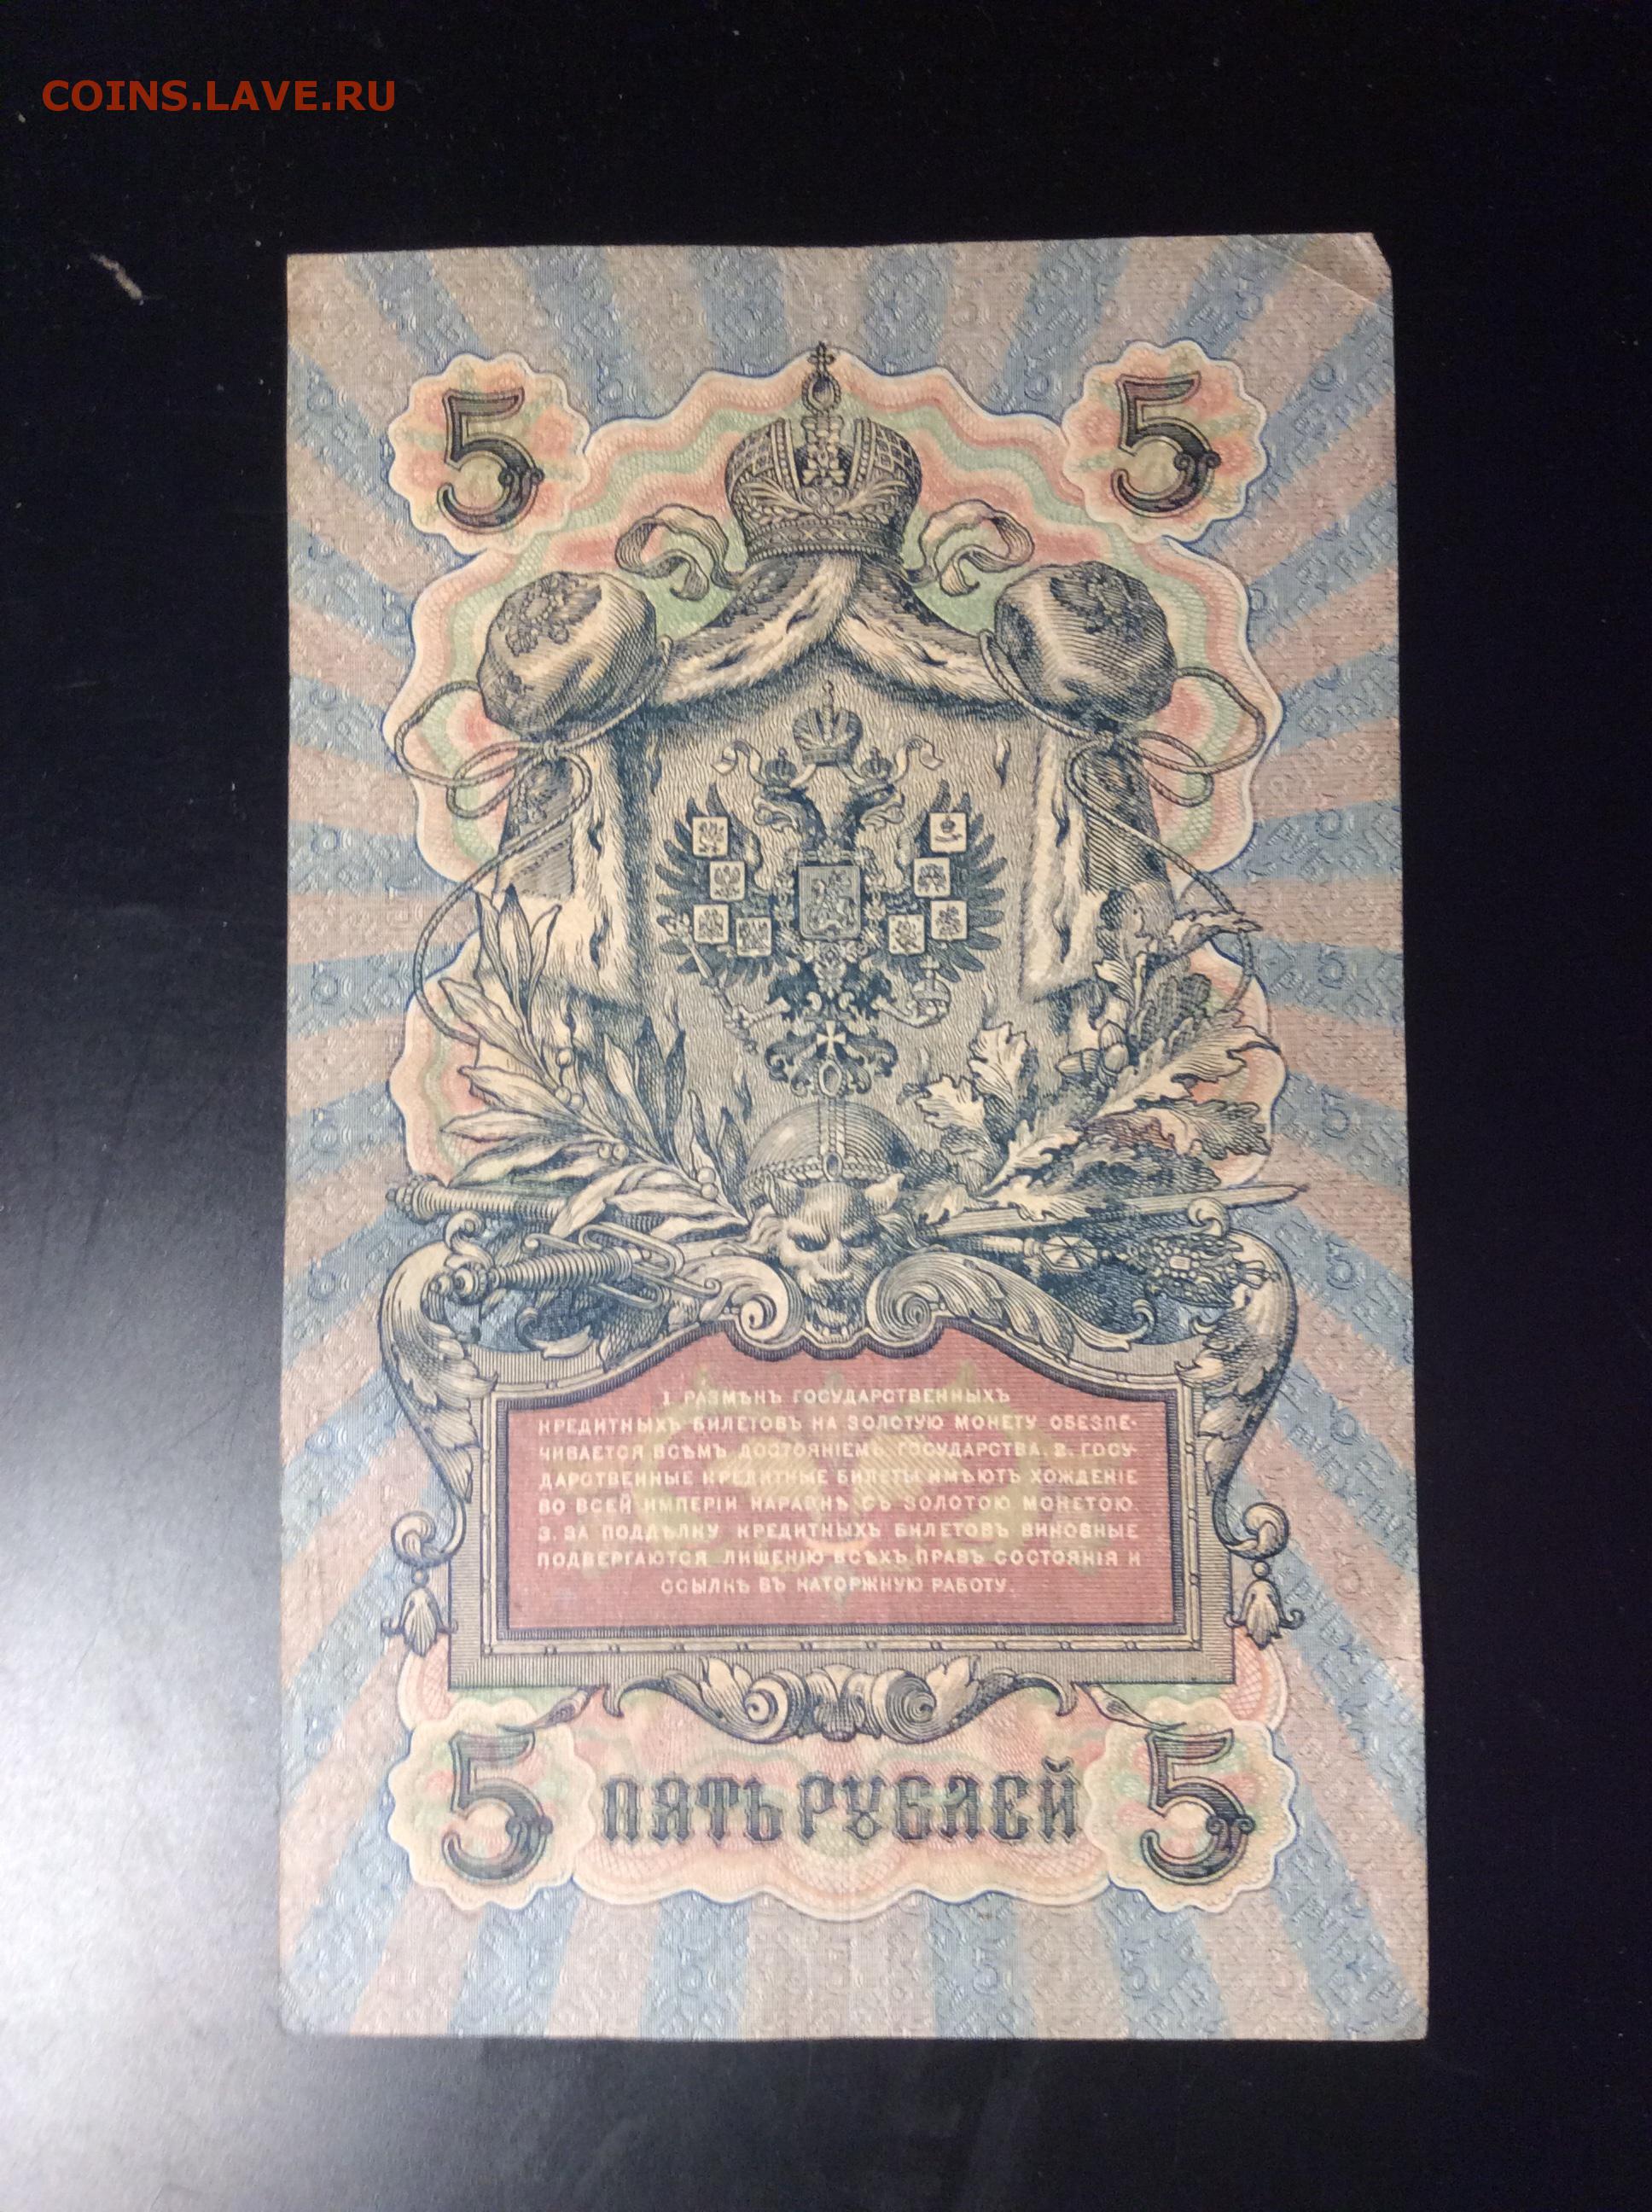 COINS.LAVE.RU
5 5
1. РАЗМѢНЪ ГОСУДАРСТВЕННЫХЪ
КРЕДИТНЫХЪ БИЛЕТОВЪ НА ЗОЛОТУЮ МОНЕТУ ОБЕЗПЕ-
ЧИВАЕТСЯ ВСѢМЪ ДОСТОЯНІЕМЪ ГОСУДАРСТВА. 2. ГОСУ-
ДАРСТВЕННЫЕ КРЕДИТНЫЕ БИЛЕТЫ ИМѢЮТЪ ХОЖДЕНІЕ
ВО ВСЕЙ ИМПЕРІИ НАРАВНѢ СЪ ЗОЛОТОЮ МОНЕТОЮ.
3. ЗА ПОДДѢЛКУ КРЕДИТНЫХЪ БИЛЕТОВЪ ВИНОВНЫЕ
ПОДВЕРГАЮТСЯ ЛИШЕНІЮ ВСѢХЪ ПРАВЪ СОСТОЯНІЯ И
ССЫЛКѢ ВЪ КАТОРЖНУЮ РАБОТУ.
5 ПЯТЬ РУБЛЕЙ 5